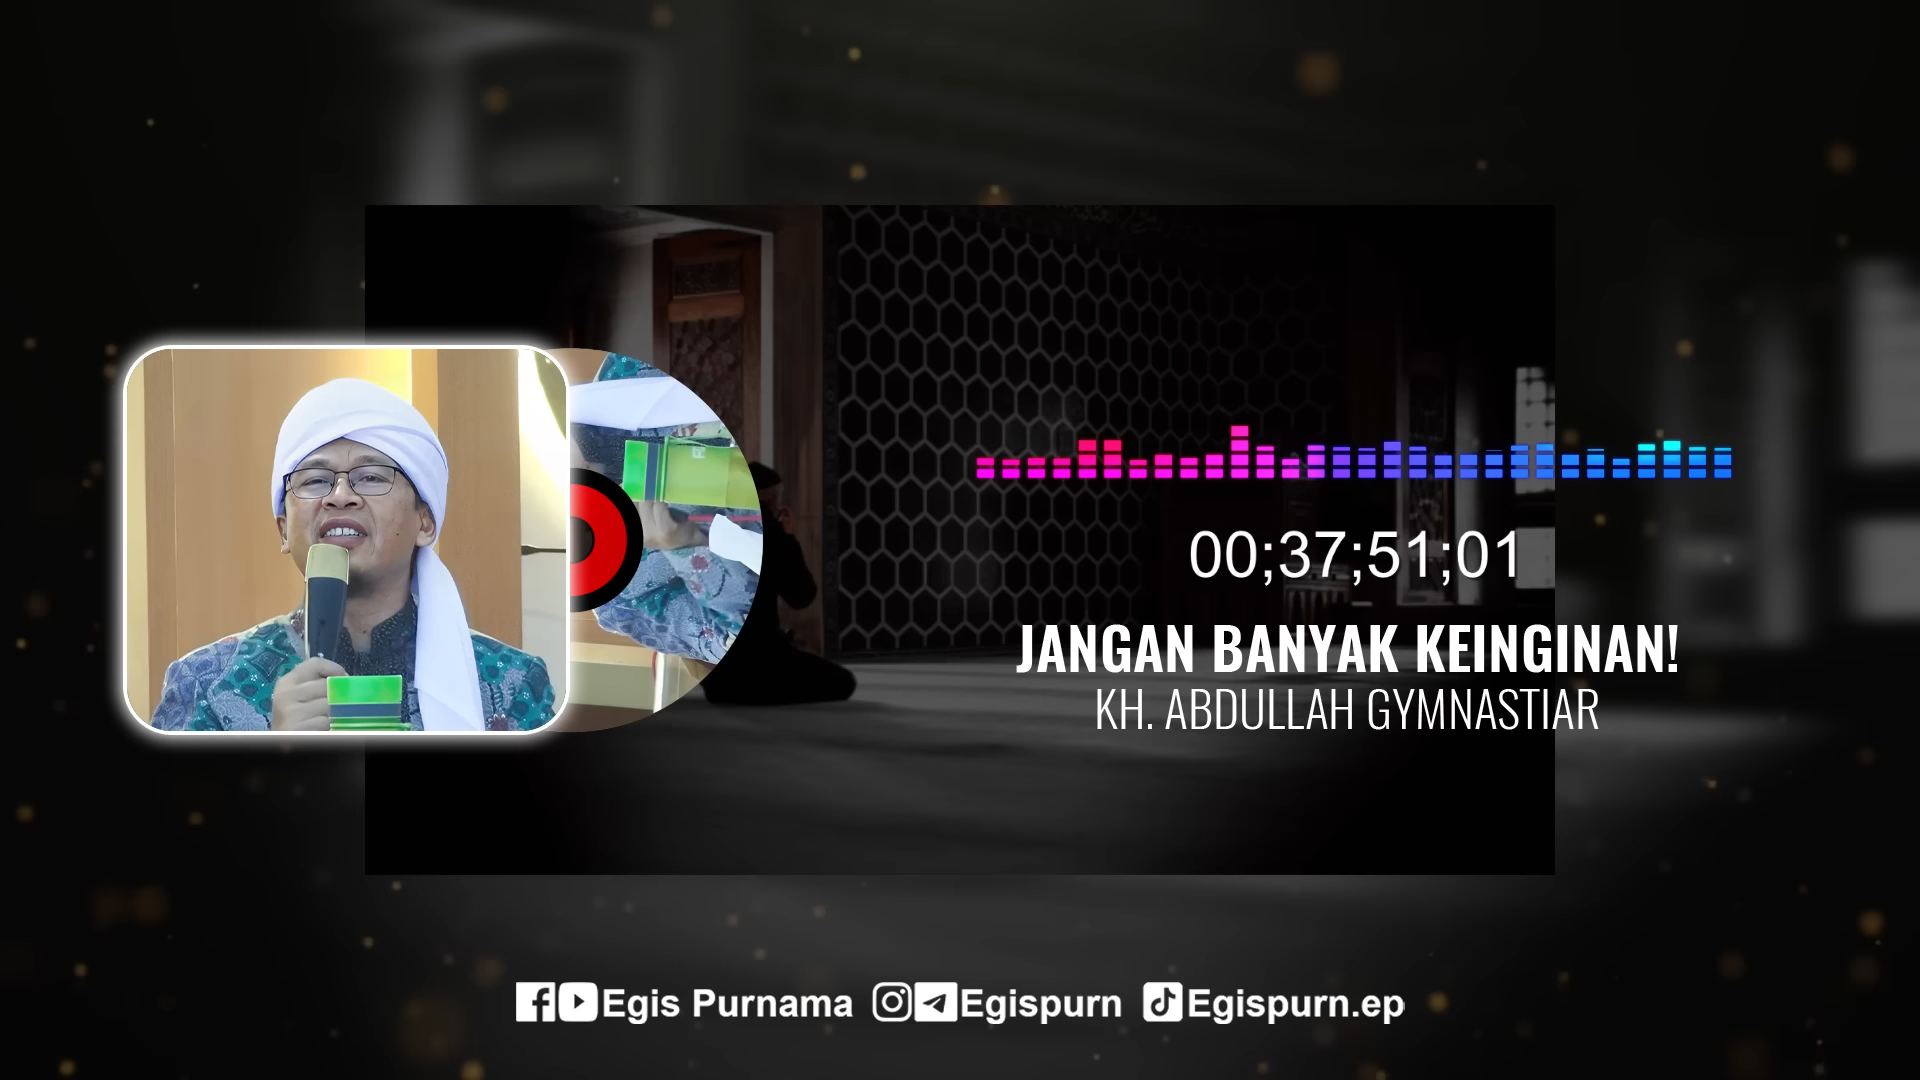 00;37;51;01
JANGAN BANYAK KEINGINAN!
KH. ABDULLAH GYMNASTIAR
Egis Purnama Egispurn Egispurn.ep